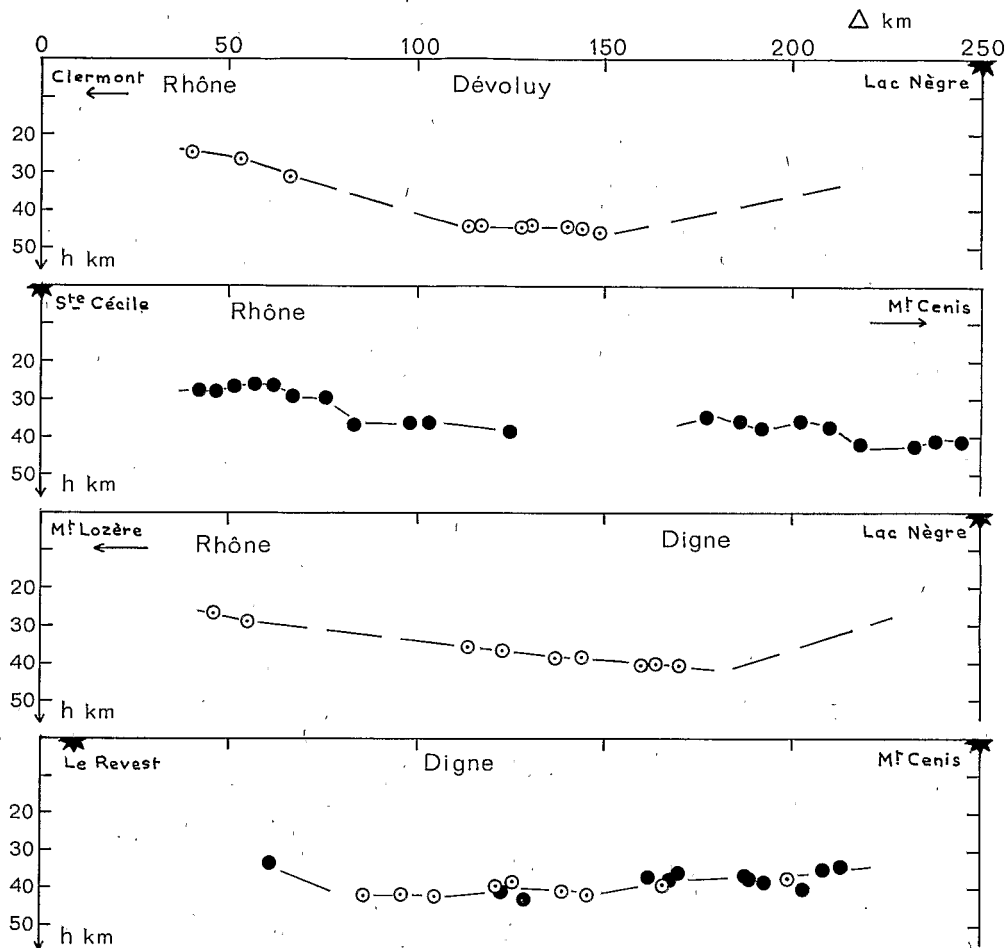 Δ km
0 50 100 150 200 250
Clermont Rhône Dévoluy Lac Nègre
20
30
40
50
h km
Ste Cécile Rhône Mt Cenis
20
30
40
50
h km
Mt Lozère Rhône Digne Lac Nègre
20
30
40
50
h km
Le Revest Digne Mt Cenis
20
30
40
50
h km